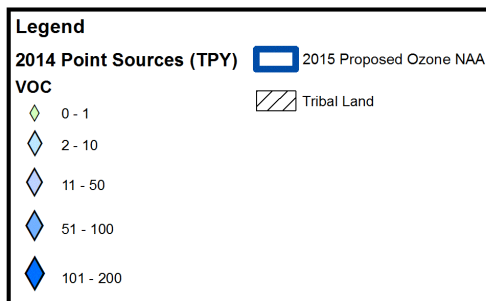 Legend
2014 Point Sources (TPY)
2015 Proposed Ozone NAA
VOC
Tribal Land
0 - 1
2 - 10
11 - 50
51 - 100
101 - 200